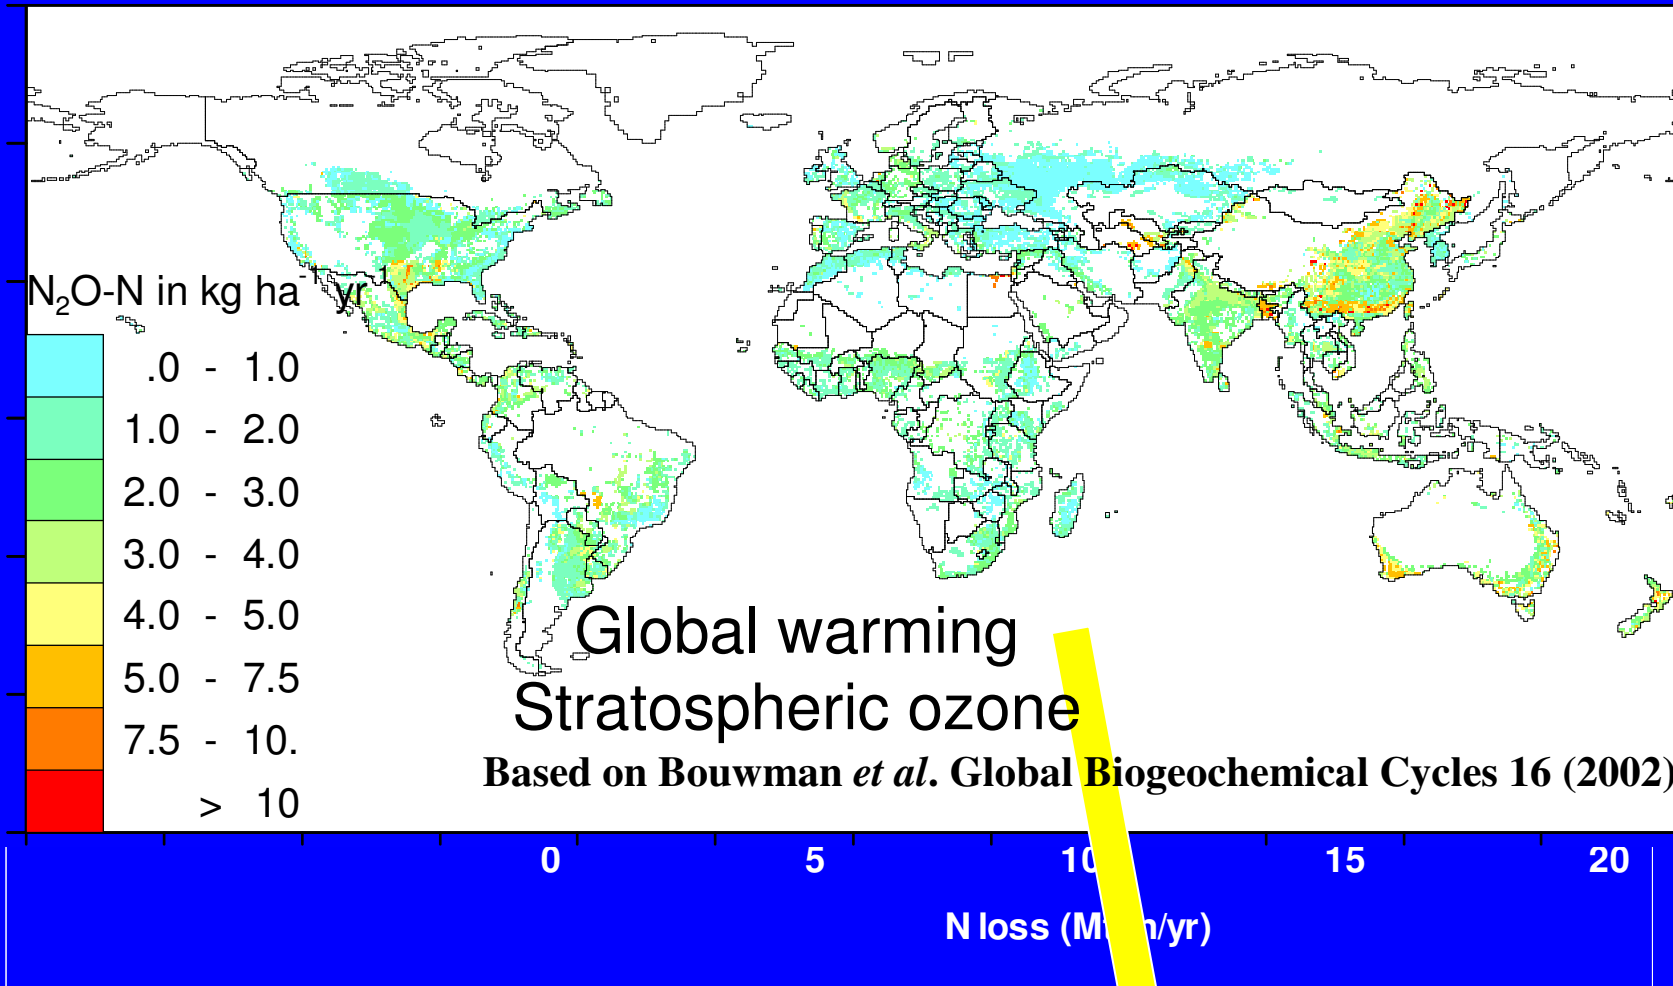 N₂O-N in kg ha⁻¹ yr⁻¹
.0 - 1.0
1.0 - 2.0
2.0 - 3.0
3.0 - 4.0
4.0 - 5.0
5.0 - 7.5
7.5 - 10.
> 10
Global warming
Stratospheric ozone
Based on Bouwman et al. Global Biogeochemical Cycles 16 (2002)
0 5 10 15 20
N loss (
/yr)